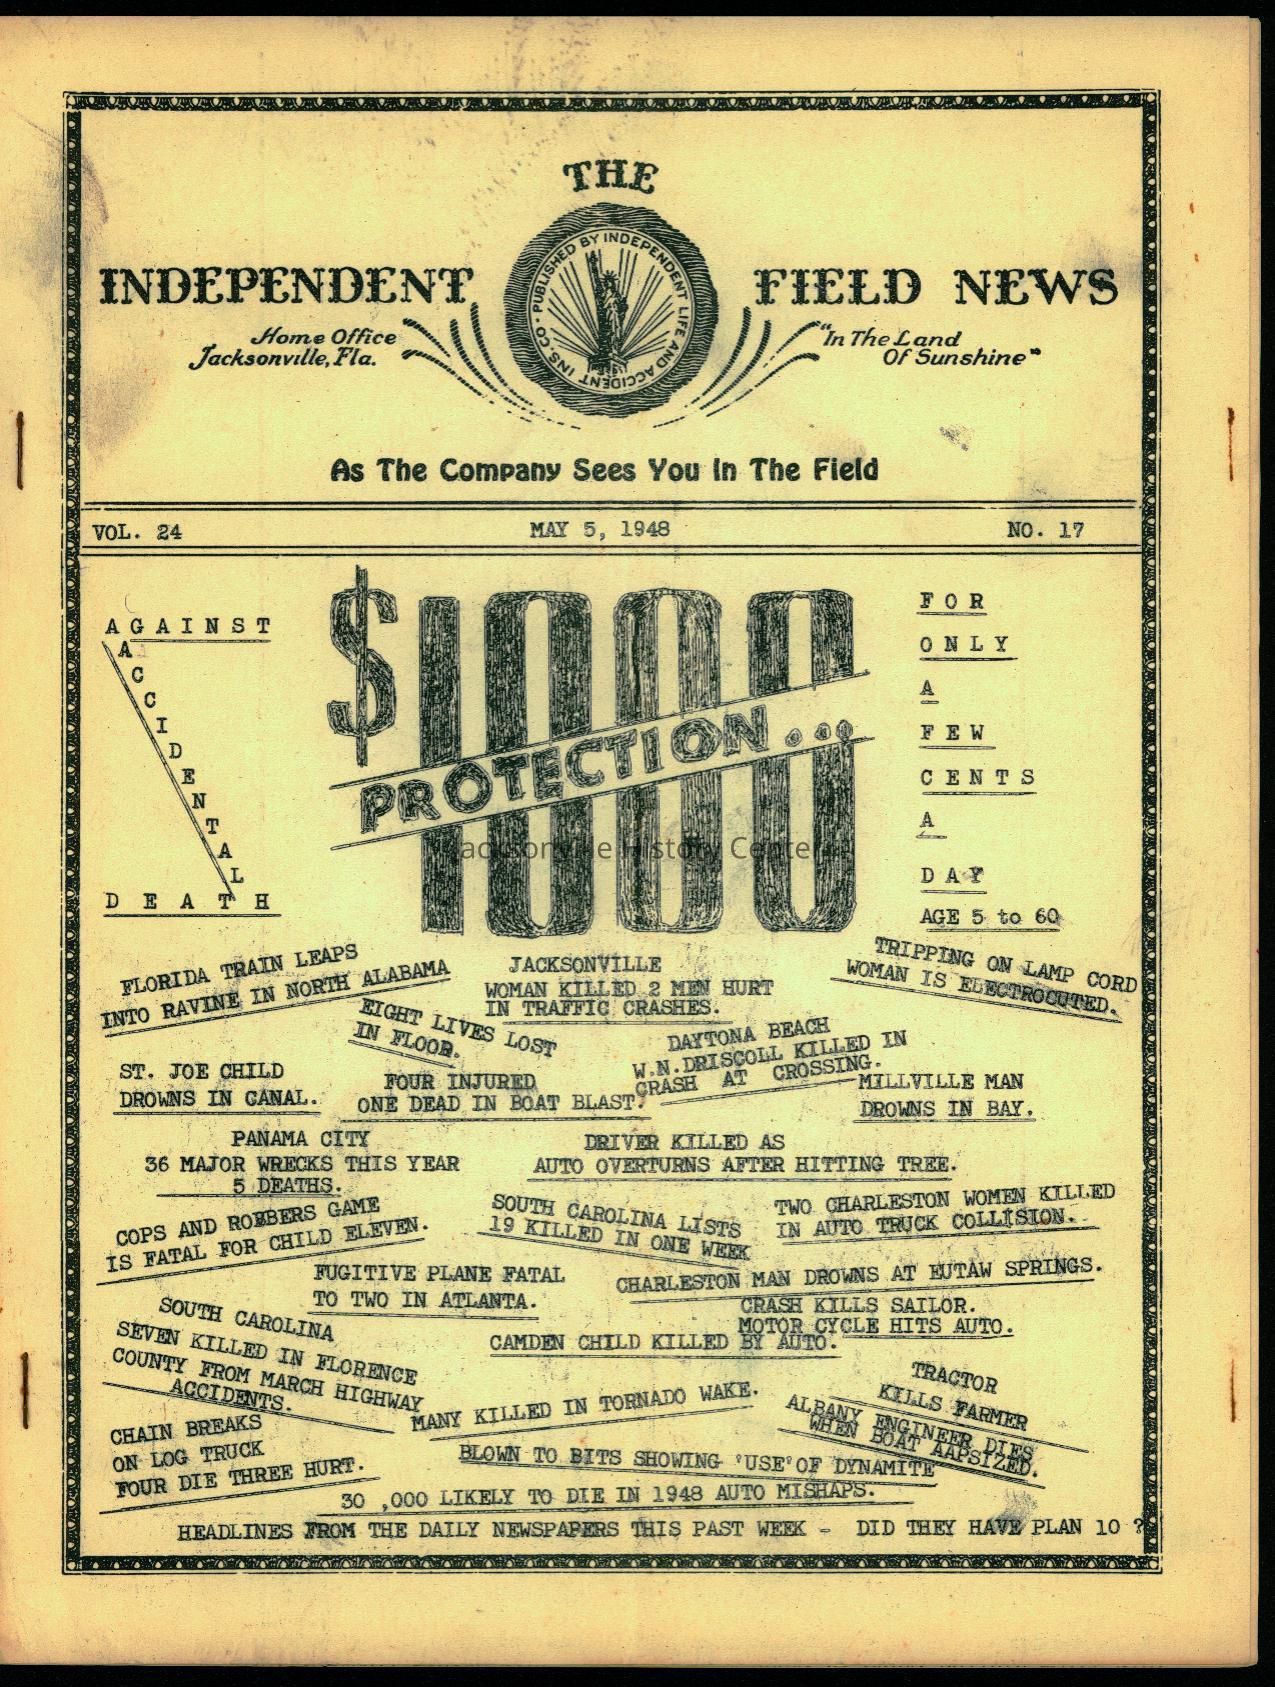 THE
INDEPENDENT FIELD NEWS
PUBLISHED BY INDEPENDENT LIFE AND ACCIDENT INS. CO.
Home Office
Jacksonville, Fla.
"In The Land
Of Sunshine"
As The Company Sees You In The Field
VOL. 24 MAY 5, 1948 NO. 17
AGAINST
ACCIDENTAL
DEATH
$1000
PROTECTION...
FOR
ONLY
A
FEW
CENTS
A
DAY
AGE 5 to 60
Jacksonville History Center
FLORIDA TRAIN LEAPS
INTO RAVINE IN NORTH ALABAMA
JACKSONVILLE
WOMAN KILLED 2 MEN HURT
IN TRAFFIC CRASHES.
TRIPPING ON LAMP CORD
WOMAN IS ELECTROCUTED.
EIGHT LIVES LOST
IN FLOOD.
DAYTONA BEACH
W.N.DRISCOLL KILLED IN
CRASH AT CROSSING.
ST. JOE CHILD
DROWNS IN CANAL.
FOUR INJURED
ONE DEAD IN BOAT BLAST.
MILLVILLE MAN
DROWNS IN BAY.
PANAMA CITY
36 MAJOR WRECKS THIS YEAR
5 DEATHS.
DRIVER KILLED AS
AUTO OVERTURNS AFTER HITTING TREE.
COPS AND ROBBERS GAME
IS FATAL FOR CHILD ELEVEN.
SOUTH CAROLINA LISTS
19 KILLED IN ONE WEEK
TWO CHARLESTON WOMEN KILLED
IN AUTO TRUCK COLLISION.
FUGITIVE PLANE FATAL
TO TWO IN ATLANTA.
CHARLESTON MAN DROWNS AT EUTAW SPRINGS.
CRASH KILLS SAILOR.
MOTOR CYCLE HITS AUTO.
SOUTH CAROLINA
SEVEN KILLED IN FLORENCE
COUNTY FROM MARCH HIGHWAY
ACCIDENTS.
CAMDEN CHILD KILLED BY AUTO.
TRACTOR
KILLS FARMER
MANY KILLED IN TORNADO WAKE.
ALBANY ENGINEER DIES
WHEN BOAT AAPSIZED.
CHAIN BREAKS
ON LOG TRUCK
FOUR DIE THREE HURT.
BLOWN TO BITS SHOWING 'USE' OF DYNAMITE
30 ,000 LIKELY TO DIE IN 1948 AUTO MISHAPS.
HEADLINES FROM THE DAILY NEWSPAPERS THIS PAST WEEK - DID THEY HAVE PLAN 10 ?